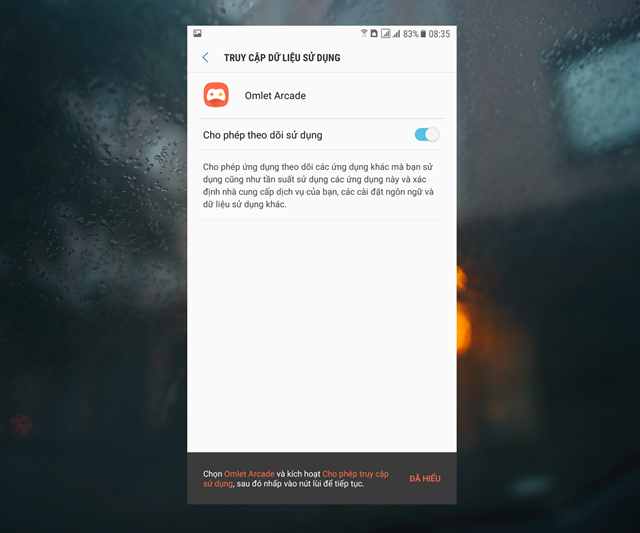 83% 08:35
TRUY CẬP DỮ LIỆU SỬ DỤNG
Omlet Arcade
Cho phép theo dõi sử dụng
Cho phép ứng dụng theo dõi các ứng dụng khác mà bạn sử
dụng cũng như tần suất sử dụng các ứng dụng này và xác
định nhà cung cấp dịch vụ của bạn, các cài đặt ngôn ngữ và
dữ liệu sử dụng khác.
Chọn Omlet Arcade và kích hoạt Cho phép truy cập
sử dụng, sau đó nhấp vào nút lùi để tiếp tục.
ĐÃ HIỂU